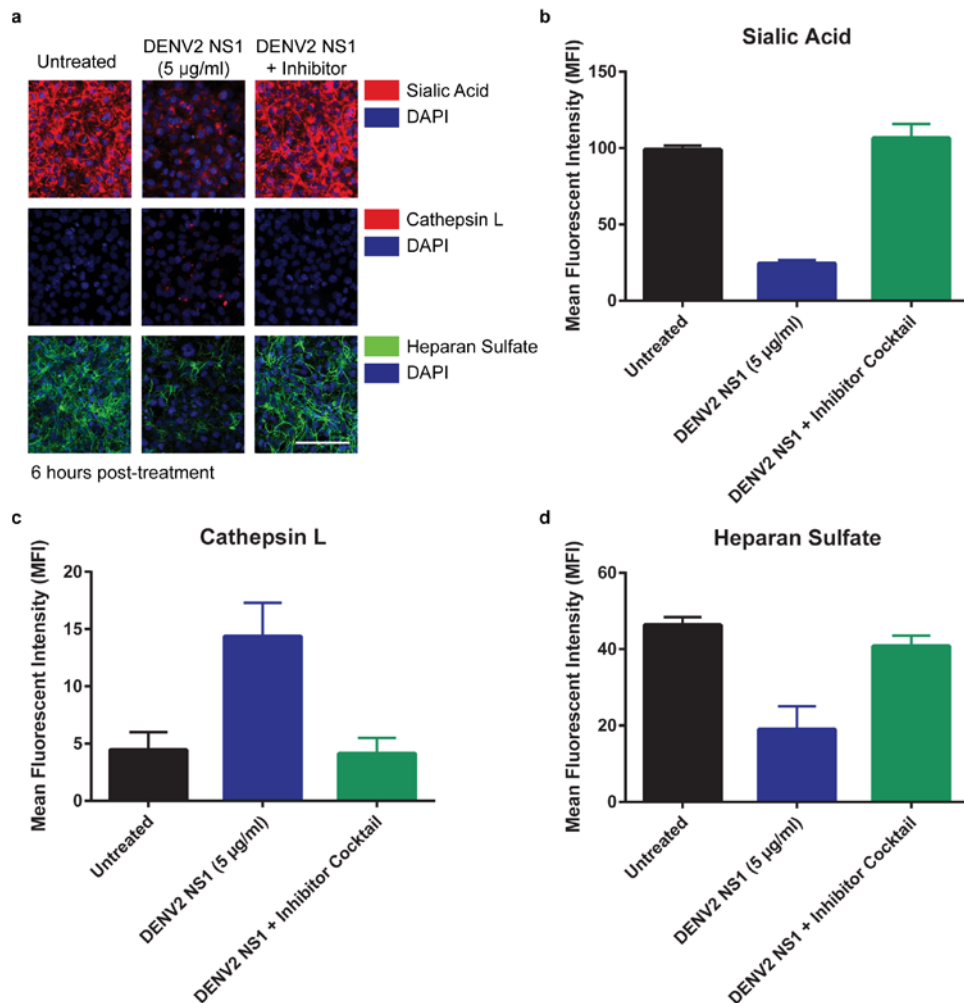 a
Untreated
DENV2 NS1
(5 µg/ml)
DENV2 NS1
+ Inhibitor
Sialic Acid
DAPI
Cathepsin L
DAPI
Heparan Sulfate
DAPI
6 hours post-treatment
b
Sialic Acid
Mean Fluorescent Intensity (MFI)
150
100
50
0
Untreated
DENV2 NS1 (5 µg/ml)
DENV2 NS1 + Inhibitor Cocktail
c
Cathepsin L
Mean Fluorescent Intensity (MFI)
20
15
10
5
0
Untreated
DENV2 NS1 (5 µg/ml)
DENV2 NS1 + Inhibitor Cocktail
d
Heparan Sulfate
Mean Fluorescent Intensity (MFI)
60
40
20
0
Untreated
DENV2 NS1 (5 µg/ml)
DENV2 NS1 + Inhibitor Cocktail